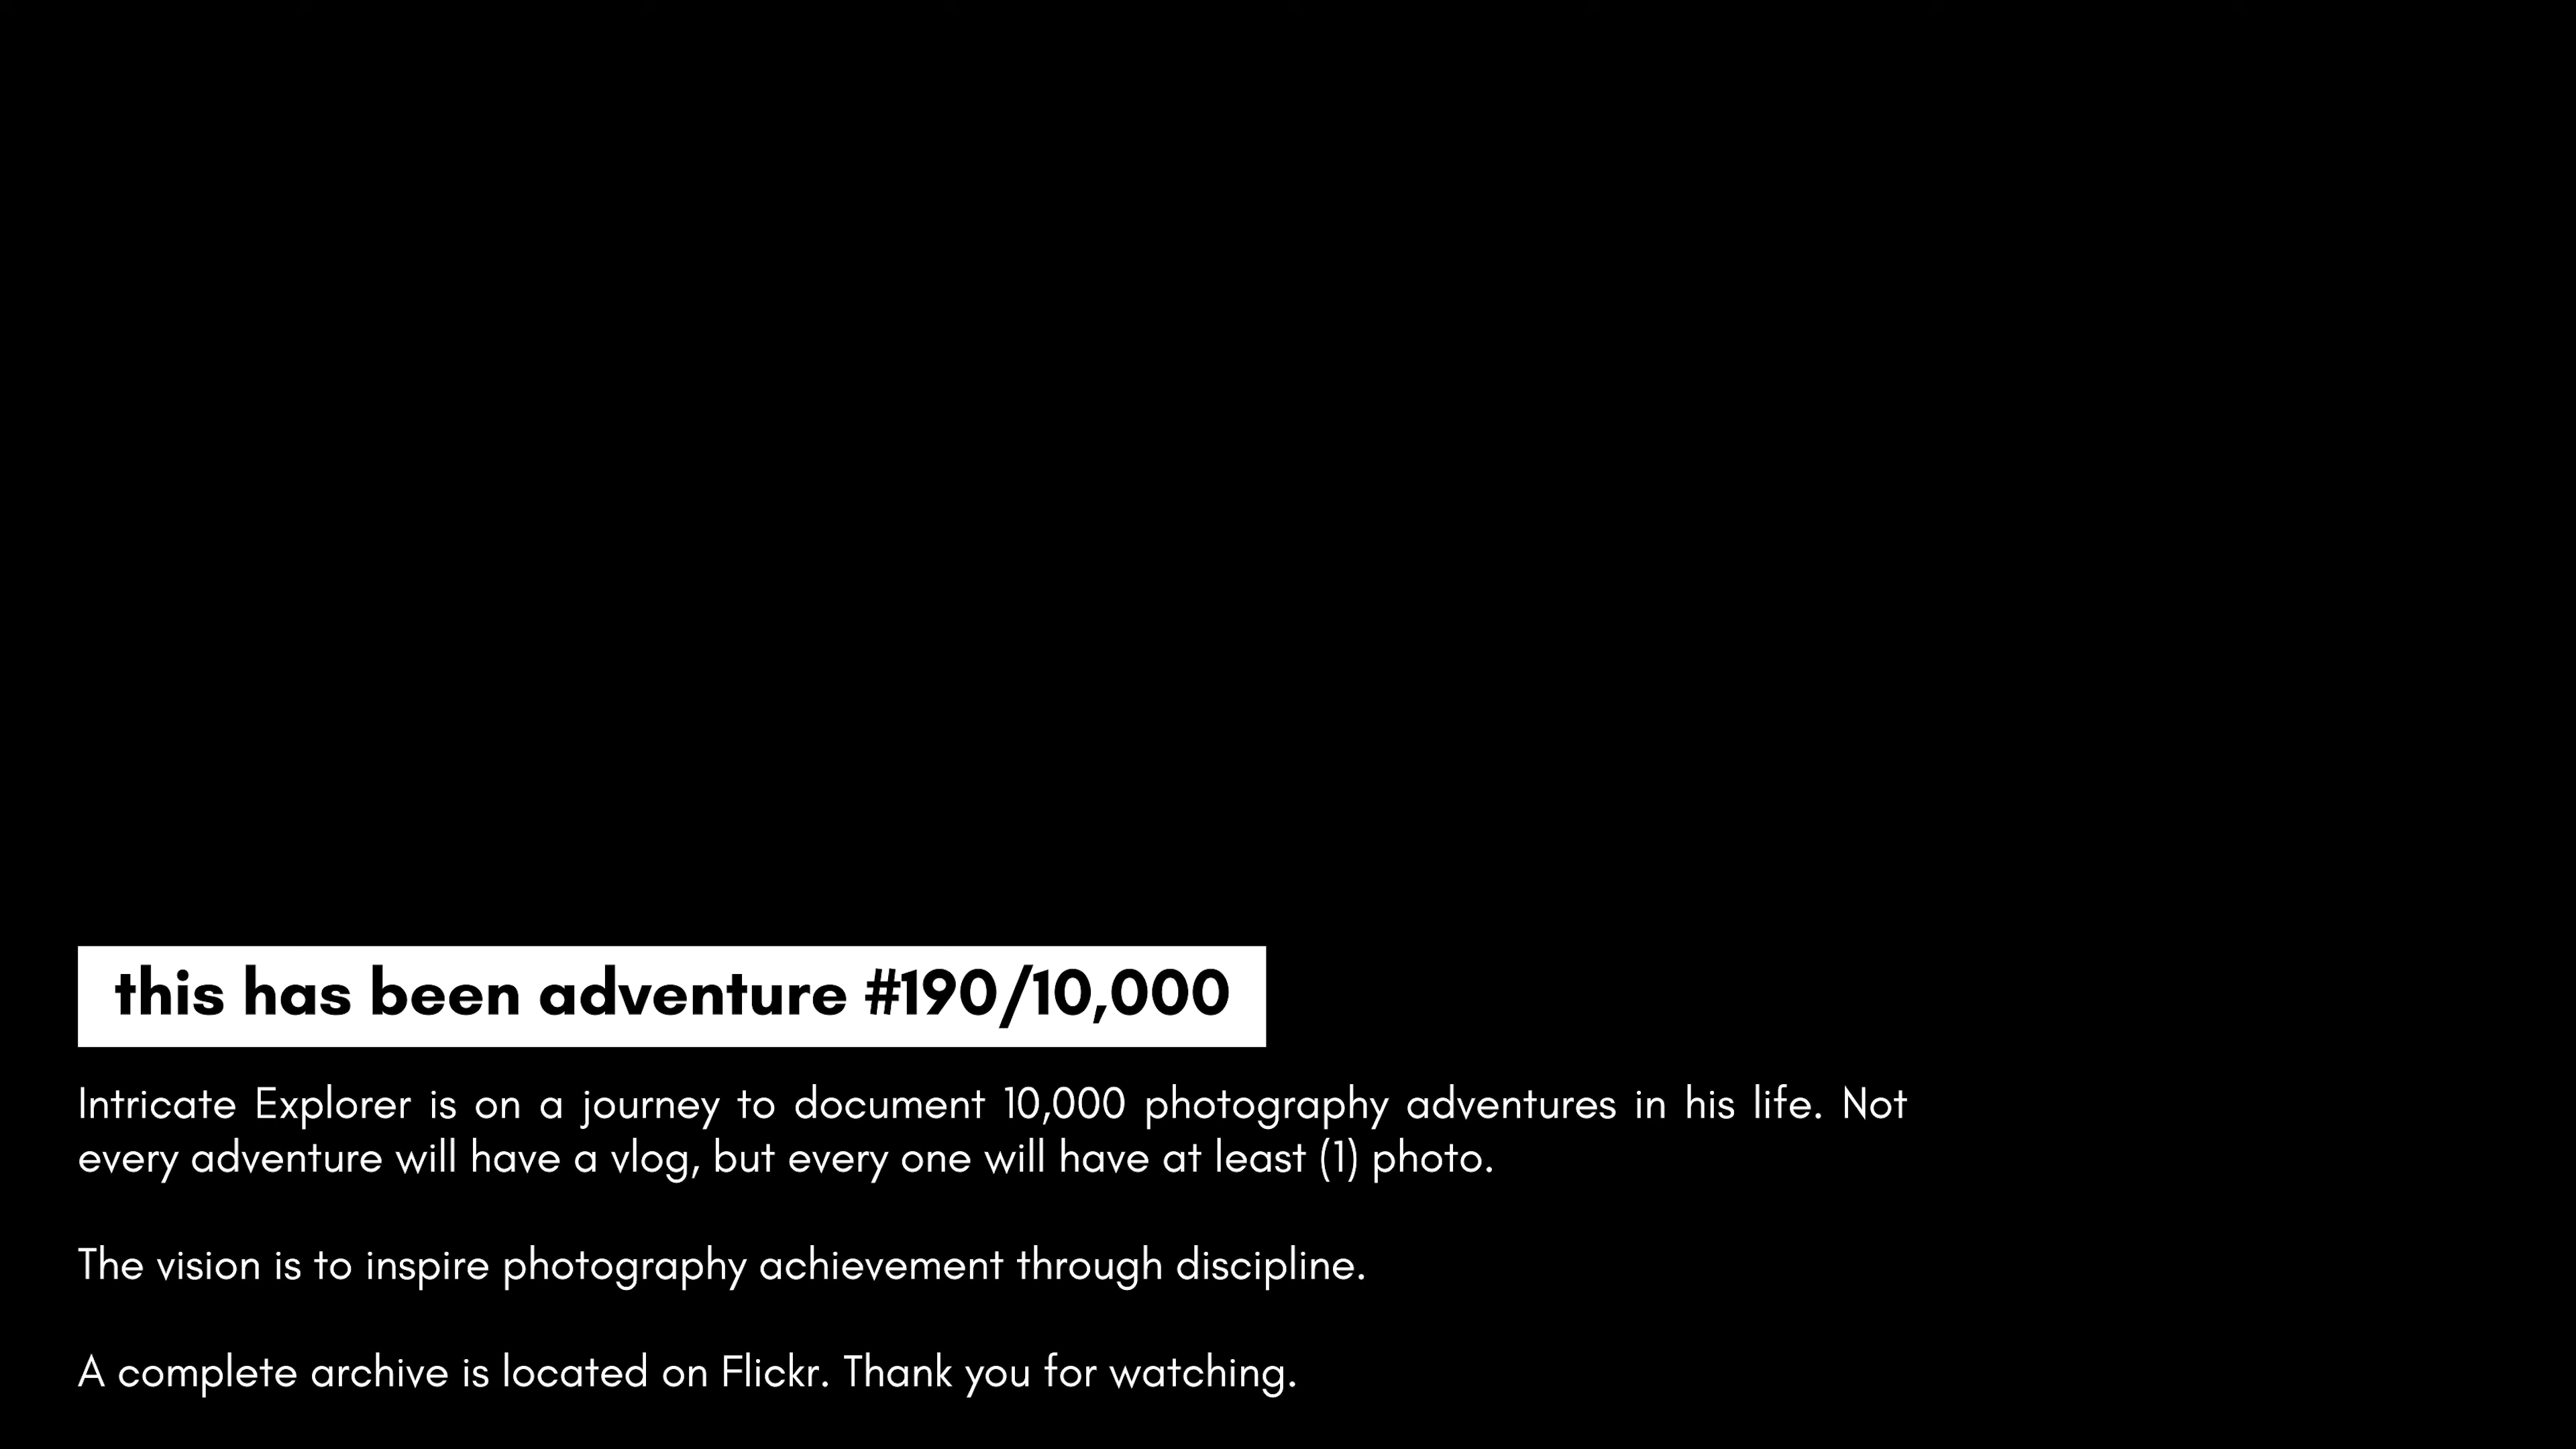 this has been adventure #190/10,000
Intricate Explorer is on a journey to document 10,000 photography adventures in his life. Not
every adventure will have a vlog, but every one will have at least (1) photo.
The vision is to inspire photography achievement through discipline.
A complete archive is located on Flickr. Thank you for watching.